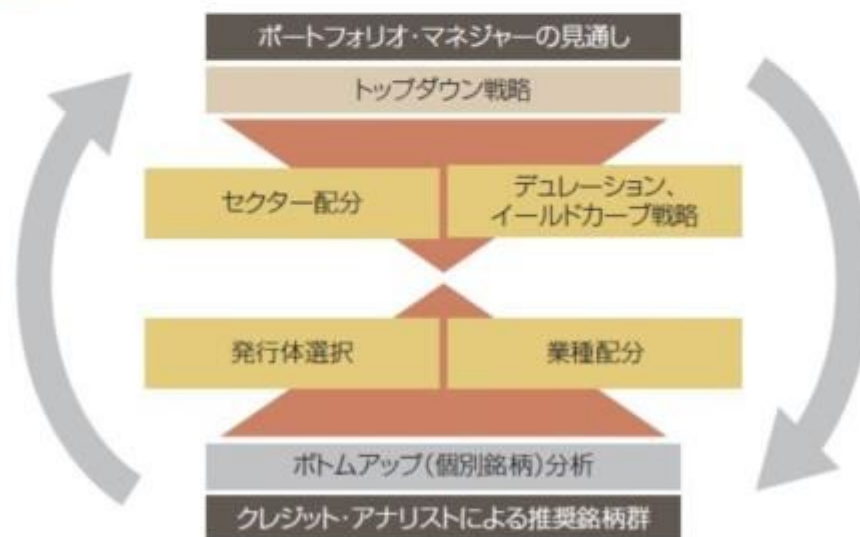 ポートフォリオ・マネジャーの見通し
トップダウン戦略
セクター配分
デュレーション、
イールドカーブ戦略
発行体選択
業種配分
ボトムアップ(個別銘柄)分析
クレジット・アナリストによる推奨銘柄群